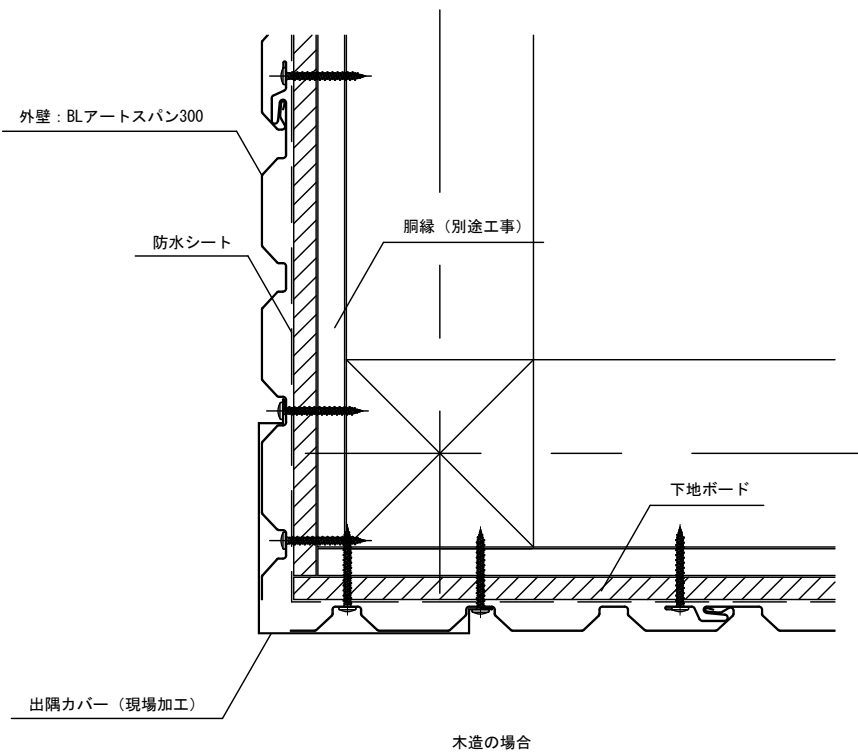 外壁：BLアートスパン300
胴縁（別途工事）
防水シート
下地ボード
出隅カバー（現場加工）
木造の場合